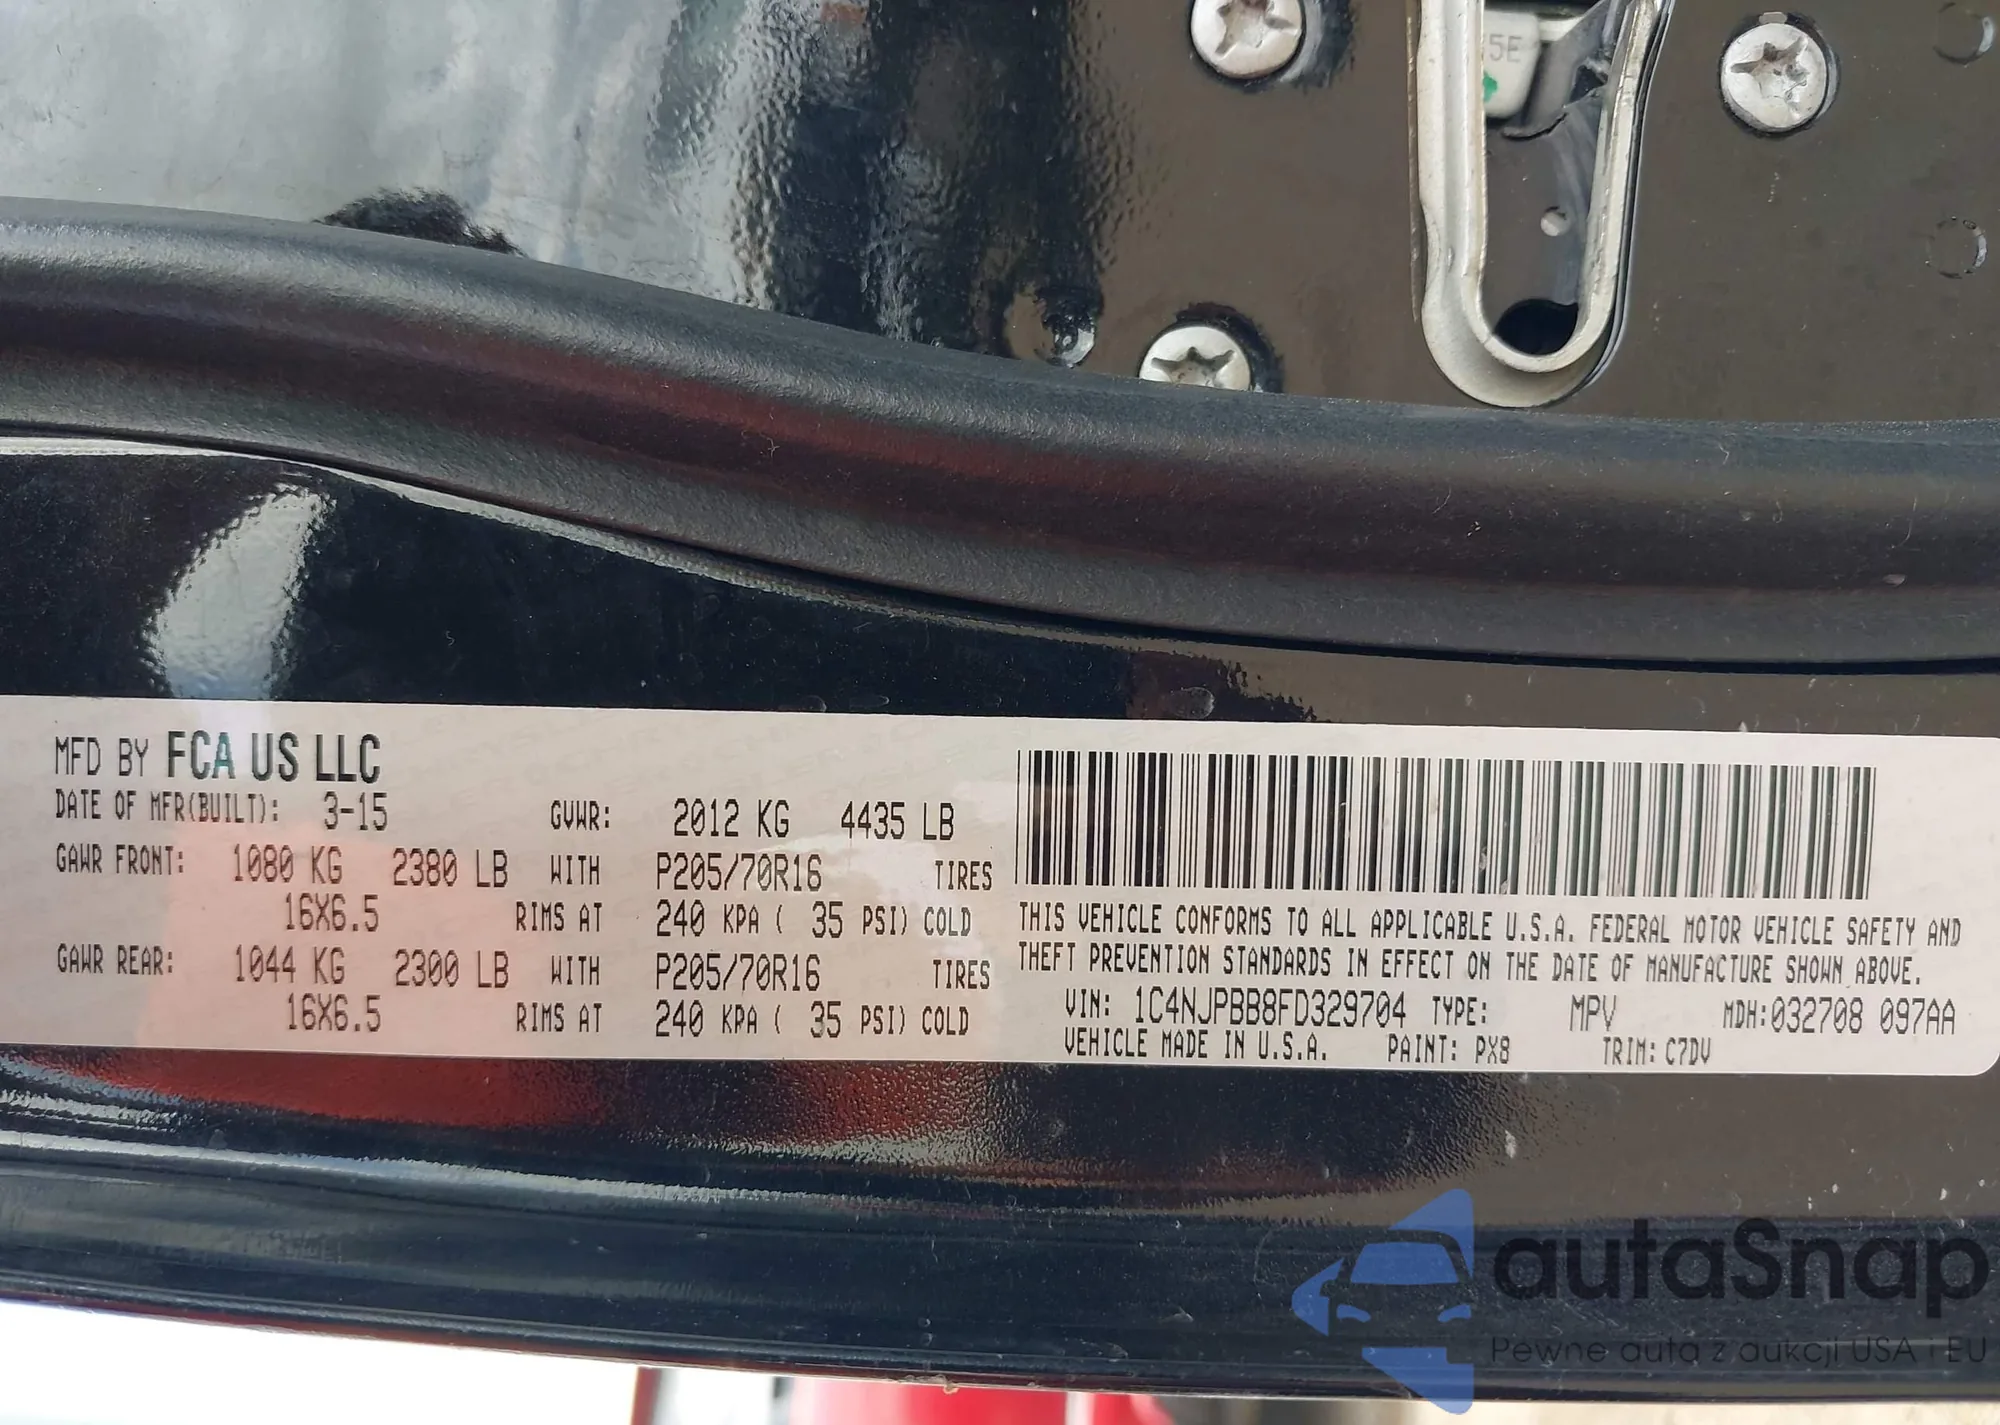 5E
MFD BY FCA US LLC
DATE OF MFR(BUILT): 3-15 GVWR: 2012 KG 4435 LB
GAWR FRONT: 1080 KG 2380 LB WITH P205/70R16 TIRES
16X6.5 RIMS AT 240 KPA ( 35 PSI) COLD
GAWR REAR: 1044 KG 2300 LB WITH P205/70R16 TIRES
16X6.5 RIMS AT 240 KPA ( 35 PSI) COLD
THIS VEHICLE CONFORMS TO ALL APPLICABLE U.S.A. FEDERAL MOTOR VEHICLE SAFETY AND
THEFT PREVENTION STANDARDS IN EFFECT ON THE DATE OF MANUFACTURE SHOWN ABOVE.
VIN: 1C4NJPBB8FD329704 TYPE: MPV MDH:032708 097AA
VEHICLE MADE IN U.S.A. PAINT: PX8 TRIM: C7DV
autaSnap
Pewne auta z aukcji USA i EU